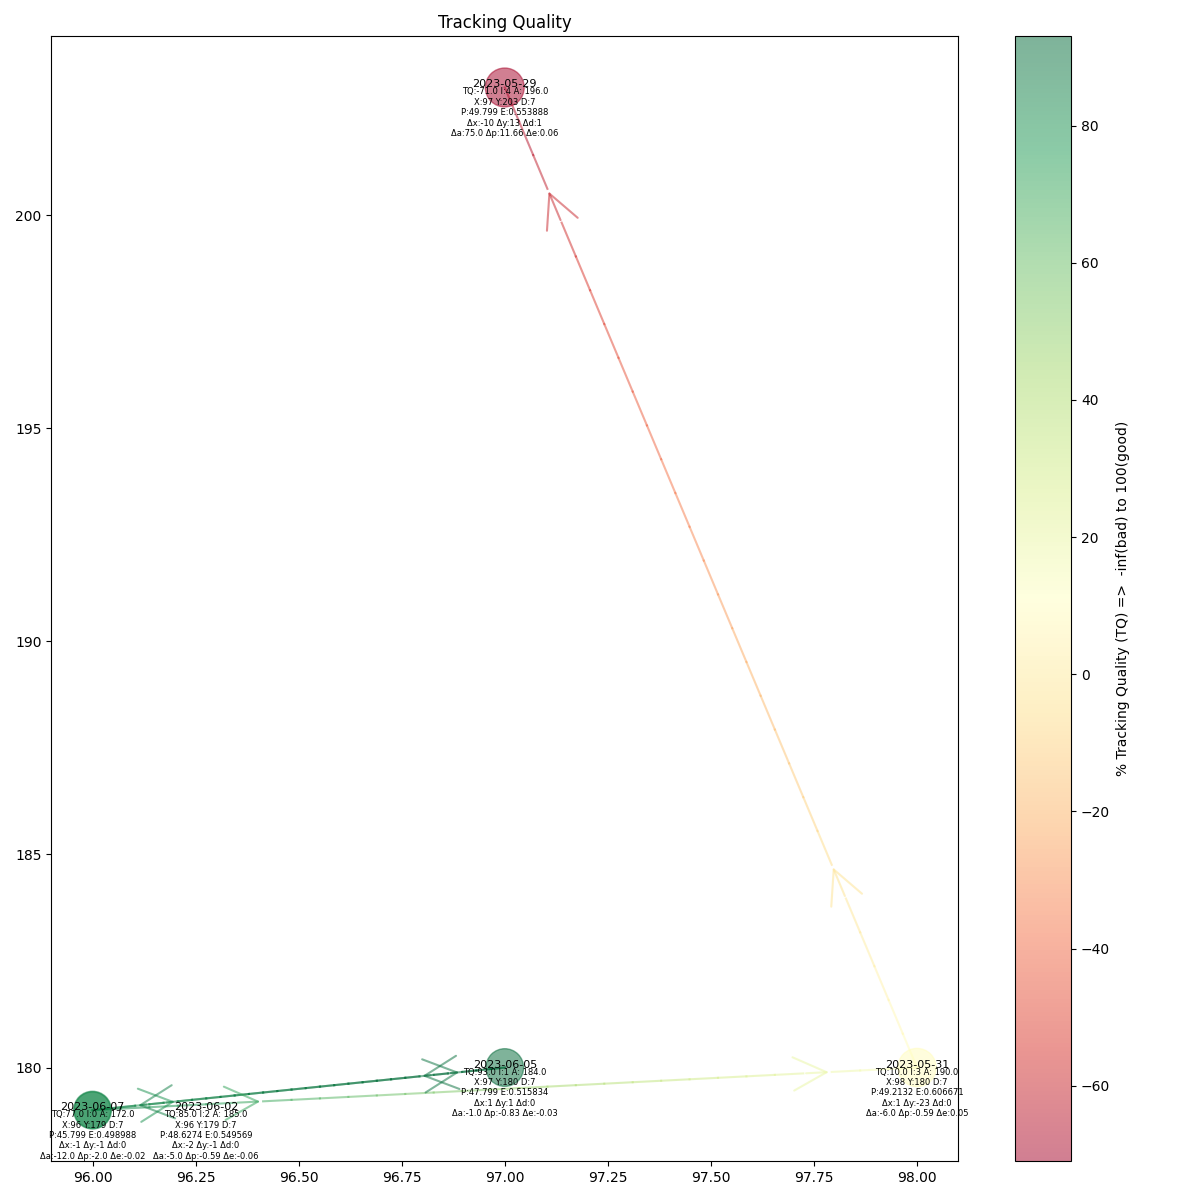 Tracking Quality
2023-05-29
TQ:-71.0 I:4 A: 196.0
X:97 Y:203 D:7
P:49.799 E:0.553888
Δx:-10 Δy:13 Δd:1
Δa:75.0 Δp:11.66 Δe:0.06
200
195
190
185
180
2023-06-05
TQ:93.0 I:1 A: 184.0
X:97 Y:180 D:7
P:47.799 E:0.515834
Δx:1 Δy:1 Δd:0
Δa:-1.0 Δp:-0.83 Δe:-0.03
2023-05-31
TQ:10.0 I:3 A: 190.0
X:98 Y:180 D:7
P:49.2132 E:0.606671
Δx:1 Δy:-23 Δd:0
Δa:-6.0 Δp:-0.59 Δe:0.05
2023-06-07
TQ:77.0 I:0 A: 172.0
X:96 Y:179 D:7
P:45.799 E:0.498988
Δx:-1 Δy:-1 Δd:0
Δa:-12.0 Δp:-2.0 Δe:-0.02
2023-06-02
TQ:85.0 I:2 A: 185.0
X:96 Y:179 D:7
P:48.6274 E:0.549569
Δx:-2 Δy:-1 Δd:0
Δa:-5.0 Δp:-0.59 Δe:-0.06
96.00 96.25 96.50 96.75 97.00 97.25 97.50 97.75 98.00
80
60
40
20
0
−20
−40
−60
% Tracking Quality (TQ) => -inf(bad) to 100(good)